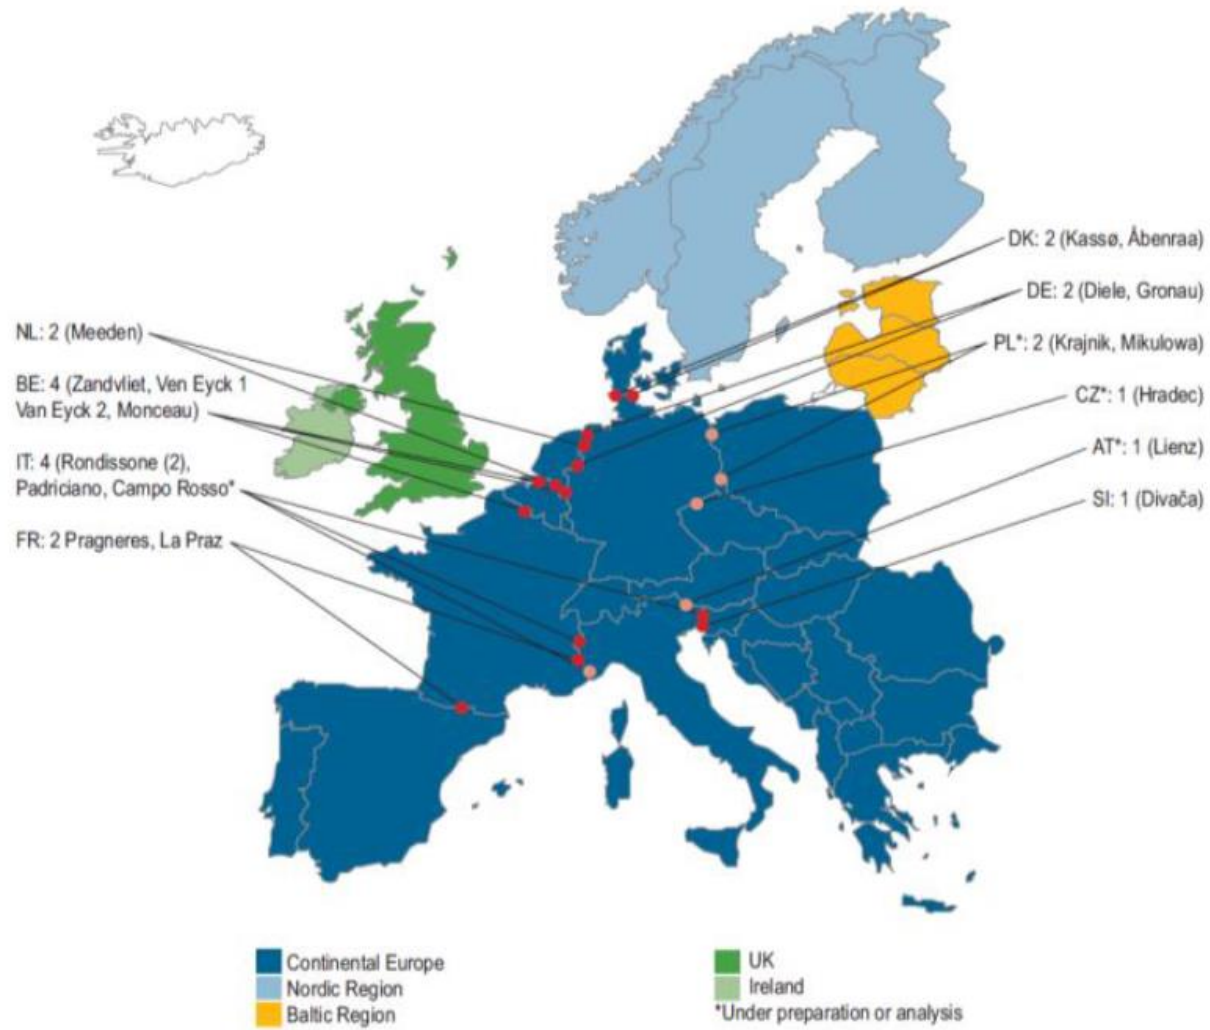 DK: 2 (Kassø, Åbenraa)
DE: 2 (Diele, Gronau)
NL: 2 (Meeden)
PL*: 2 (Krajnik, Mikulowa)
BE: 4 (Zandvliet, Ven Eyck 1
Van Eyck 2, Monceau)
CZ*: 1 (Hradec)
AT*: 1 (Lienz)
IT: 4 (Rondissone (2),
Padriciano, Campo Rosso*
SI: 1 (Divača)
FR: 2 Pragneres, La Praz
Continental Europe
Nordic Region
Baltic Region
UK
Ireland
*Under preparation or analysis